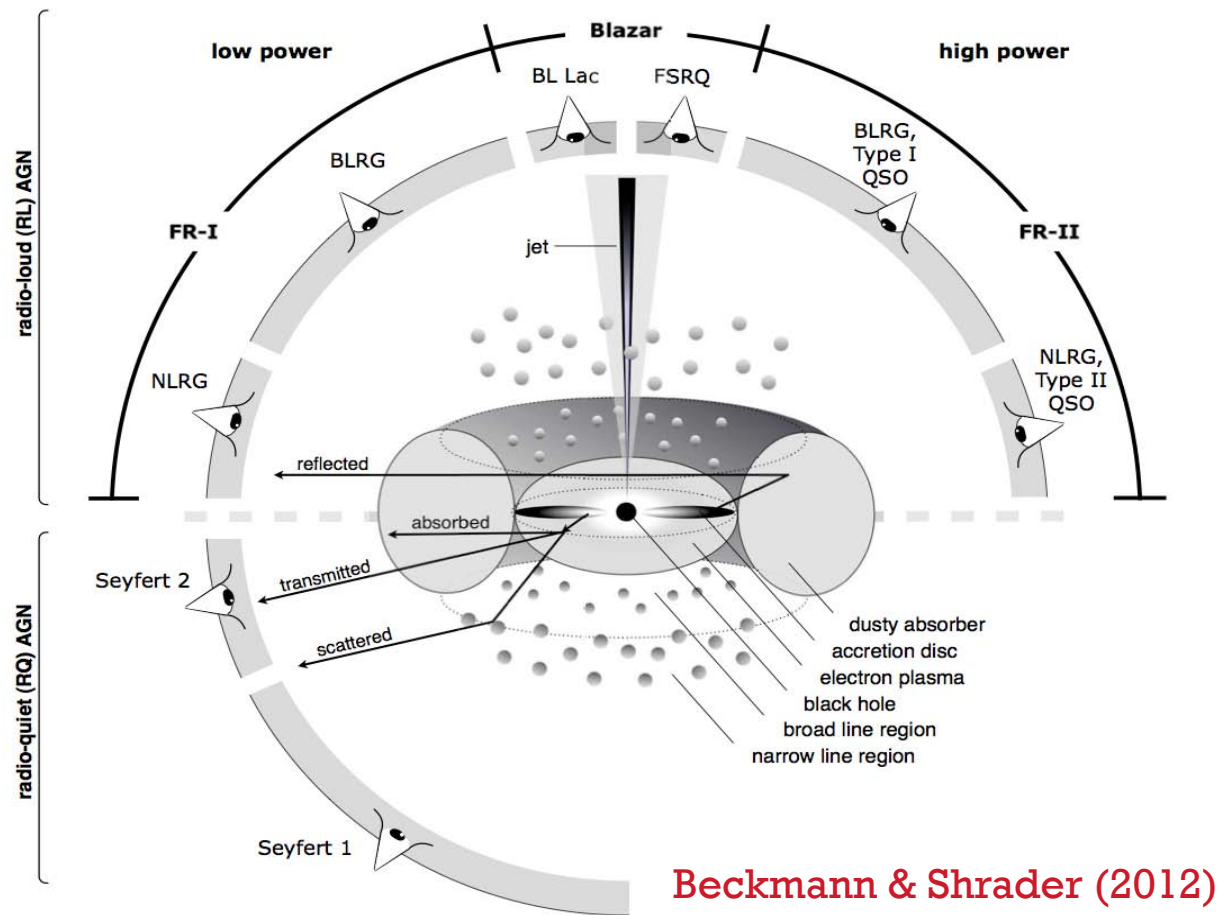 Blazar
low power
high power
BL Lac
FSRQ
BLRG,
Type I
QSO
BLRG
FR-I
FR-II
jet
radio-loud (RL) AGN
NLRG
NLRG,
Type II
QSO
reflected
absorbed
Seyfert 2
transmitted
scattered
dusty absorber
accretion disc
electron plasma
black hole
broad line region
narrow line region
radio-quiet (RQ) AGN
Seyfert 1
Beckmann & Shrader (2012)